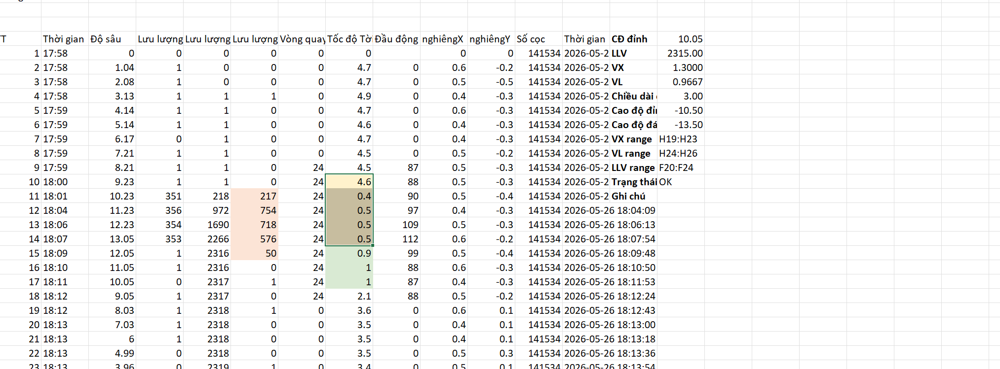 TT Thời gian Độ sâu Lưu lượng Lưu lượng Lưu lượng Vòng quay Tốc độ Tời Đầu động nghiêngX nghiêngY Số cọc Thời gian CĐ đỉnh 10.05
1 17:58 0 0 0 0 0 0 0 0 141534 2026-05-2 LLV 2315.00
2 17:58 1.04 1 0 0 0 4.7 0 0.6 -0.2 141534 2026-05-2 VX 1.3000
3 17:58 2.08 1 0 0 0 4.7 0 0.5 -0.5 141534 2026-05-2 VL 0.9667
4 17:58 3.13 1 1 1 0 4.9 0 0.4 -0.3 141534 2026-05-2 Chiều dài 3.00
5 17:59 4.14 1 1 0 0 4.7 0 0.6 -0.3 141534 2026-05-2 Cao độ đỉn -10.50
6 17:59 5.14 1 1 0 0 4.6 0 0.4 -0.3 141534 2026-05-2 Cao độ đá -13.50
7 17:59 6.17 0 1 0 0 4.7 0 0.4 -0.3 141534 2026-05-2 VX range H19:H23
8 17:59 7.21 1 1 0 0 4.5 0 0.5 -0.2 141534 2026-05-2 VL range H24:H26
9 17:59 8.21 1 1 0 24 4.5 87 0.5 -0.3 141534 2026-05-2 LLV range F20:F24
10 18:00 9.23 1 1 0 24 4.6 88 0.5 -0.3 141534 2026-05-2 Trạng thái OK
11 18:01 10.23 351 218 217 24 0.4 90 0.5 -0.4 141534 2026-05-2 Ghi chú
12 18:04 11.23 356 972 754 24 0.5 97 0.4 -0.3 141534 2026-05-26 18:04:09
13 18:06 12.23 354 1690 718 24 0.5 109 0.5 -0.3 141534 2026-05-26 18:06:13
14 18:07 13.05 353 2266 576 24 0.5 112 0.6 -0.2 141534 2026-05-26 18:07:54
15 18:09 12.05 1 2316 50 24 0.9 99 0.5 -0.4 141534 2026-05-26 18:09:48
16 18:10 11.05 1 2316 0 24 1 88 0.6 -0.3 141534 2026-05-26 18:10:50
17 18:11 10.05 0 2317 1 24 1 87 0.4 -0.3 141534 2026-05-26 18:11:53
18 18:12 9.05 1 2317 0 24 2.1 88 0.5 -0.2 141534 2026-05-26 18:12:24
19 18:12 8.03 1 2318 1 0 3.6 0 0.6 0.1 141534 2026-05-26 18:12:43
20 18:13 7.03 1 2318 0 0 3.5 0 0.4 0.1 141534 2026-05-26 18:13:00
21 18:13 6 1 2318 0 0 3.5 0 0.4 0.1 141534 2026-05-26 18:13:18
22 18:13 4.99 0 2318 0 0 3.5 0 0.5 0.3 141534 2026-05-26 18:13:36
23 18:13 3.96 0 2319 1 0 3.4 0 0.5 0.1 141534 2026-05-26 18:13:54